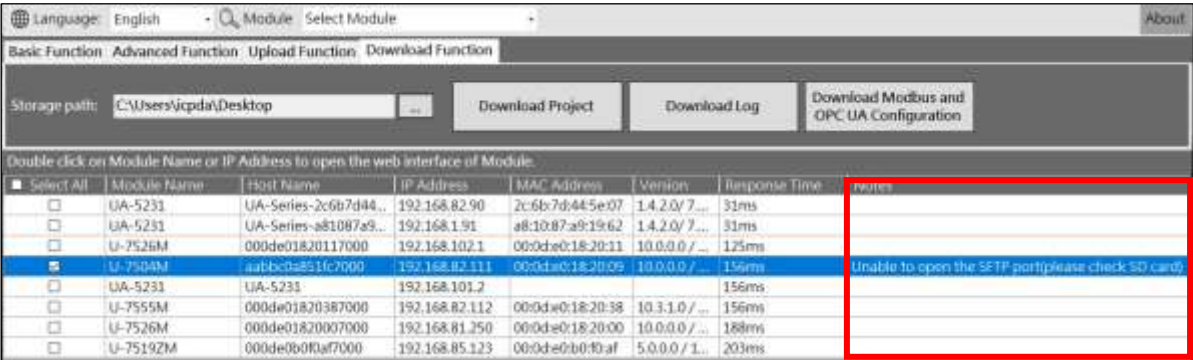 Language: English Module Select Module About
Basic Function Advanced Function Upload Function Download Function
Storage path: C:\Users\icpda\Desktop ... Download Project Download Log Download Modbus and
OPC UA Configuration
Double click on Module Name or IP Address to open the web interface of Module.
Select All Module Name Host Name IP Address MAC Address Version Response Time Notes
UA-5231 UA-Series-2c6b7d44... 192.168.82.90 2c:6b:7d:44:5e:07 1.4.2.0/ 7... 31ms
UA-5231 UA-Series-a81087a9... 192.168.1.91 a8:10:87:a9:19:62 1.4.2.0/ 7... 31ms
U-7526M 000de01820117000 192.168.102.1 00:0d:e0:18:20:11 10.0.0.0 / ... 125ms
U-7504M aabbc0a851fc7000 192.168.82.111 00:0d:e0:18:20:09 10.0.0.0 / ... 156ms Unable to open the SFTP port(please check SD card)
UA-5231 UA-5231 192.168.101.2 156ms
U-7555M 000de01820387000 192.168.82.112 00:0d:e0:18:20:38 10.3.1.0 / ... 156ms
U-7526M 000de01820007000 192.168.81.250 00:0d:e0:18:20:00 10.0.0.0 / ... 188ms
U-7519ZM 000de0b0f0af7000 192.168.85.123 00:0d:e0:b0:f0:af 5.0.0.0 / 1... 203ms